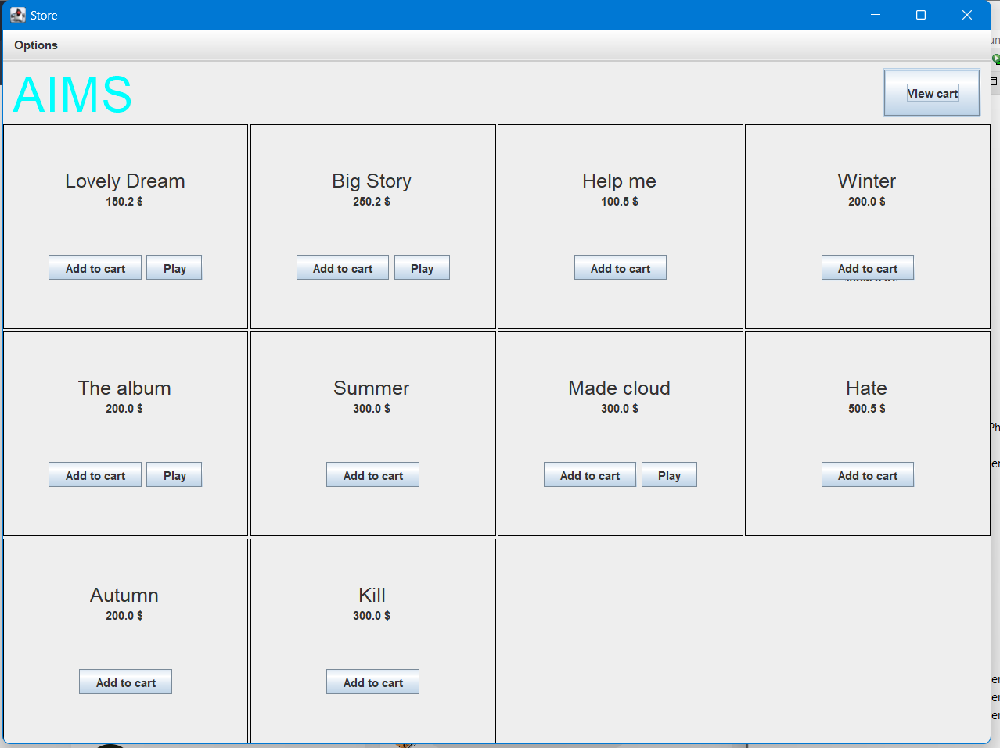 Store
Options
AIMS
View cart
Lovely Dream
150.2 $
Add to cart
Play
Big Story
250.2 $
Add to cart
Play
Help me
100.5 $
Add to cart
Winter
200.0 $
Add to cart
The album
200.0 $
Add to cart
Play
Summer
300.0 $
Add to cart
Made cloud
300.0 $
Add to cart
Play
Hate
500.5 $
Add to cart
Autumn
200.0 $
Add to cart
Kill
300.0 $
Add to cart